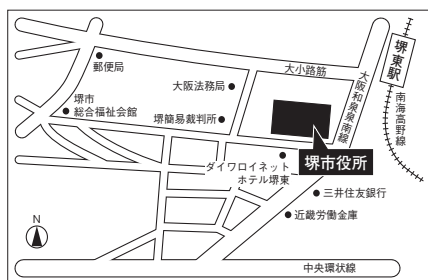 郵便局
大小路筋
堺東駅
大阪法務局
大阪和泉泉南線
南海高野線
堺市
総合福祉会館
堺簡易裁判所
堺市役所
ダイワロイネット
ホテル堺東
三井住友銀行
近畿労働金庫
N
中央環状線